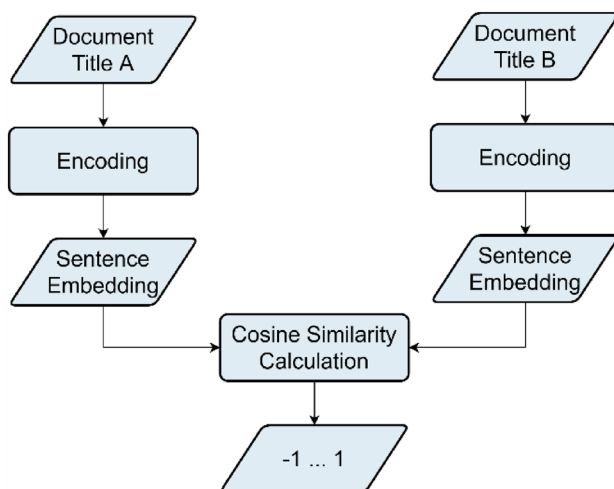 Document
Title A
Document
Title B
Encoding
Encoding
Sentence
Embedding
Sentence
Embedding
Cosine Similarity
Calculation
-1 ... 1